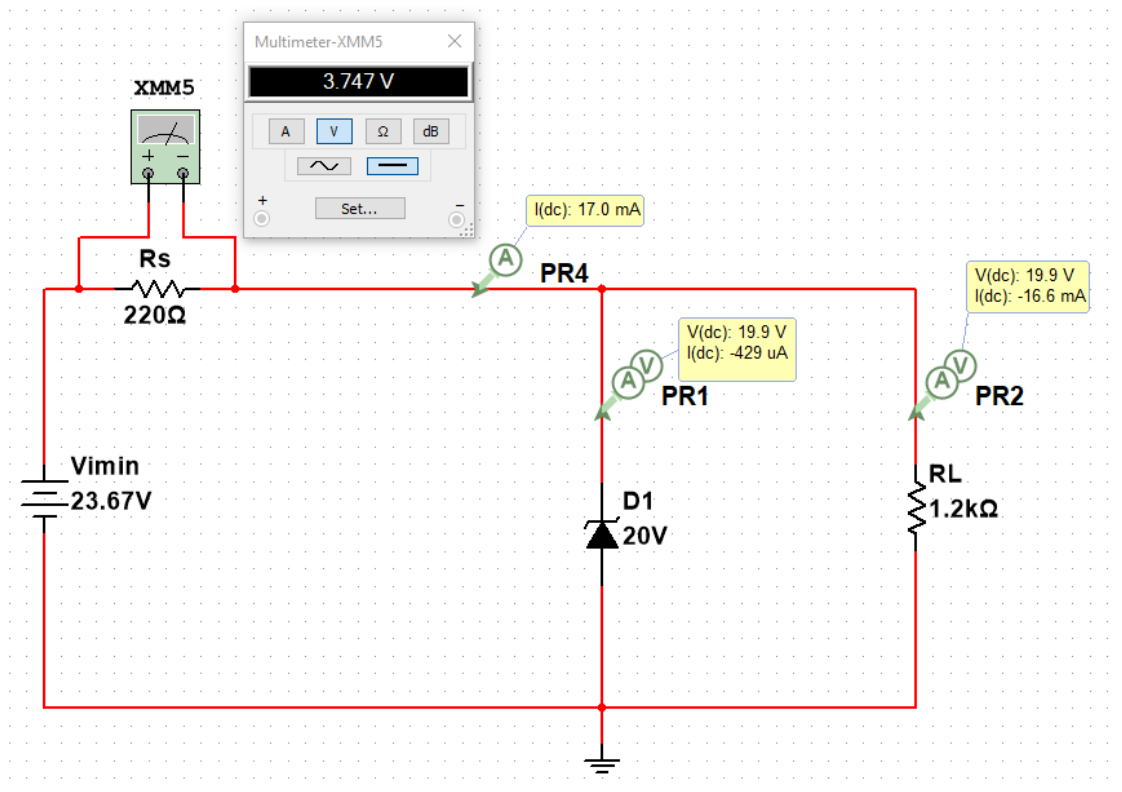 Multimeter-XMM5
3.747 V
A V Ω dB
+ Set... −
XMM5
+ −
Rs
220Ω
I(dc): 17.0 mA
A
PR4
V(dc): 19.9 V
I(dc): -429 uA
A V
PR1
V(dc): 19.9 V
I(dc): -16.6 mA
A V
PR2
Vimin
23.67V
D1
20V
RL
1.2kΩ